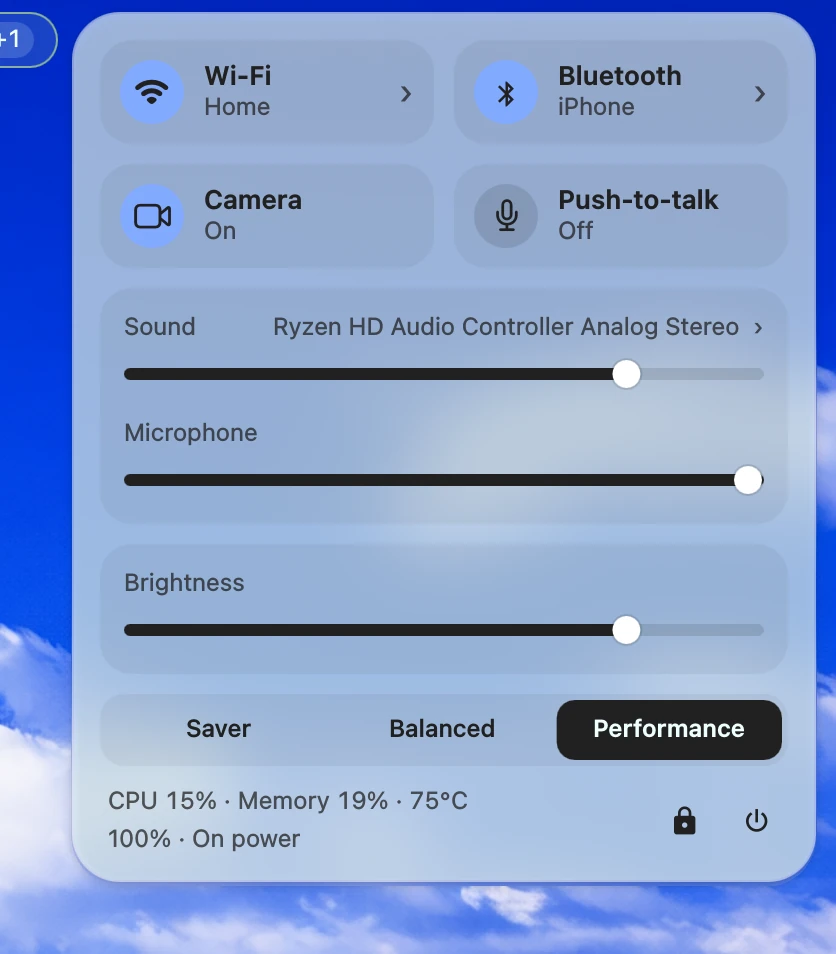 +1
Wi-Fi
Home
Bluetooth
iPhone
Camera
On
Push-to-talk
Off
Sound
Ryzen HD Audio Controller Analog Stereo
Microphone
Brightness
Saver
Balanced
Performance
CPU 15% · Memory 19% · 75°C
100% · On power